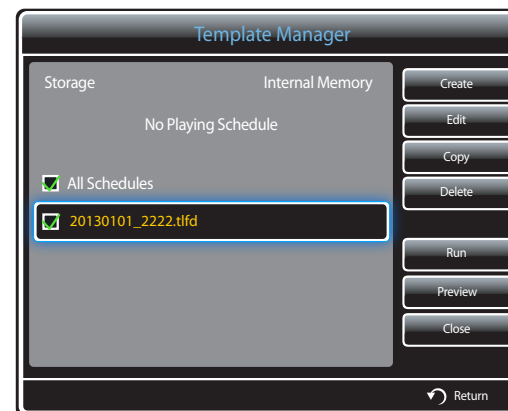 Template Manager
Storage Internal Memory
No Playing Schedule
All Schedules
20130101_2222.tlfd
Create
Edit
Copy
Delete
Run
Preview
Close
Return